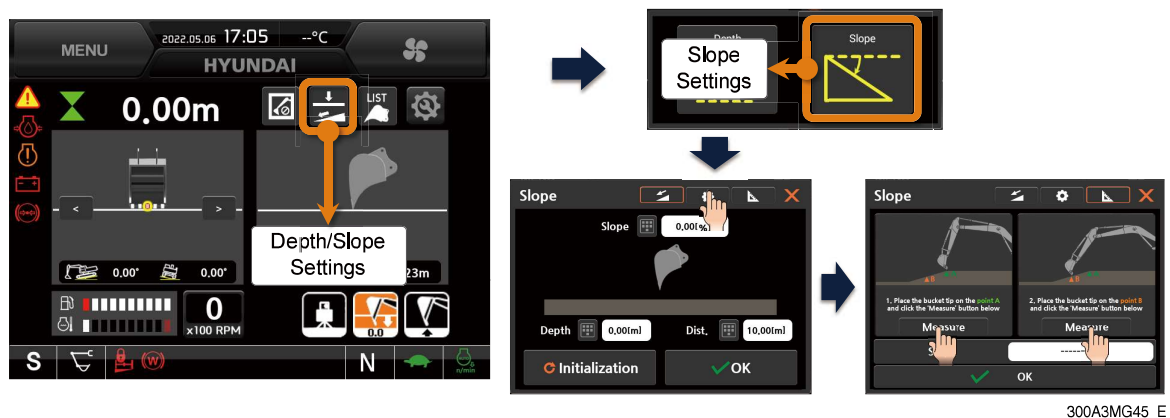 MENU
2022.05.06 17:05 --°C
HYUNDAI
0.00m
LIST
< >
Depth/Slope
Settings
0.00° 0.00°
23m
0
x100 RPM
0.0
S
C
(W)
N
n/min
Depth
Slope
Slope
Settings
Slope
Slope 0,00[%]
Depth 0,00[m] Dist. 10,00[m]
Initialization
OK
Slope
B
B
1. Place the bucket tip on the point A
and click the 'Measure' button below
Measure
2. Place the bucket tip on the point B
and click the 'Measure' button below
Measure
OK
300A3MG45_E